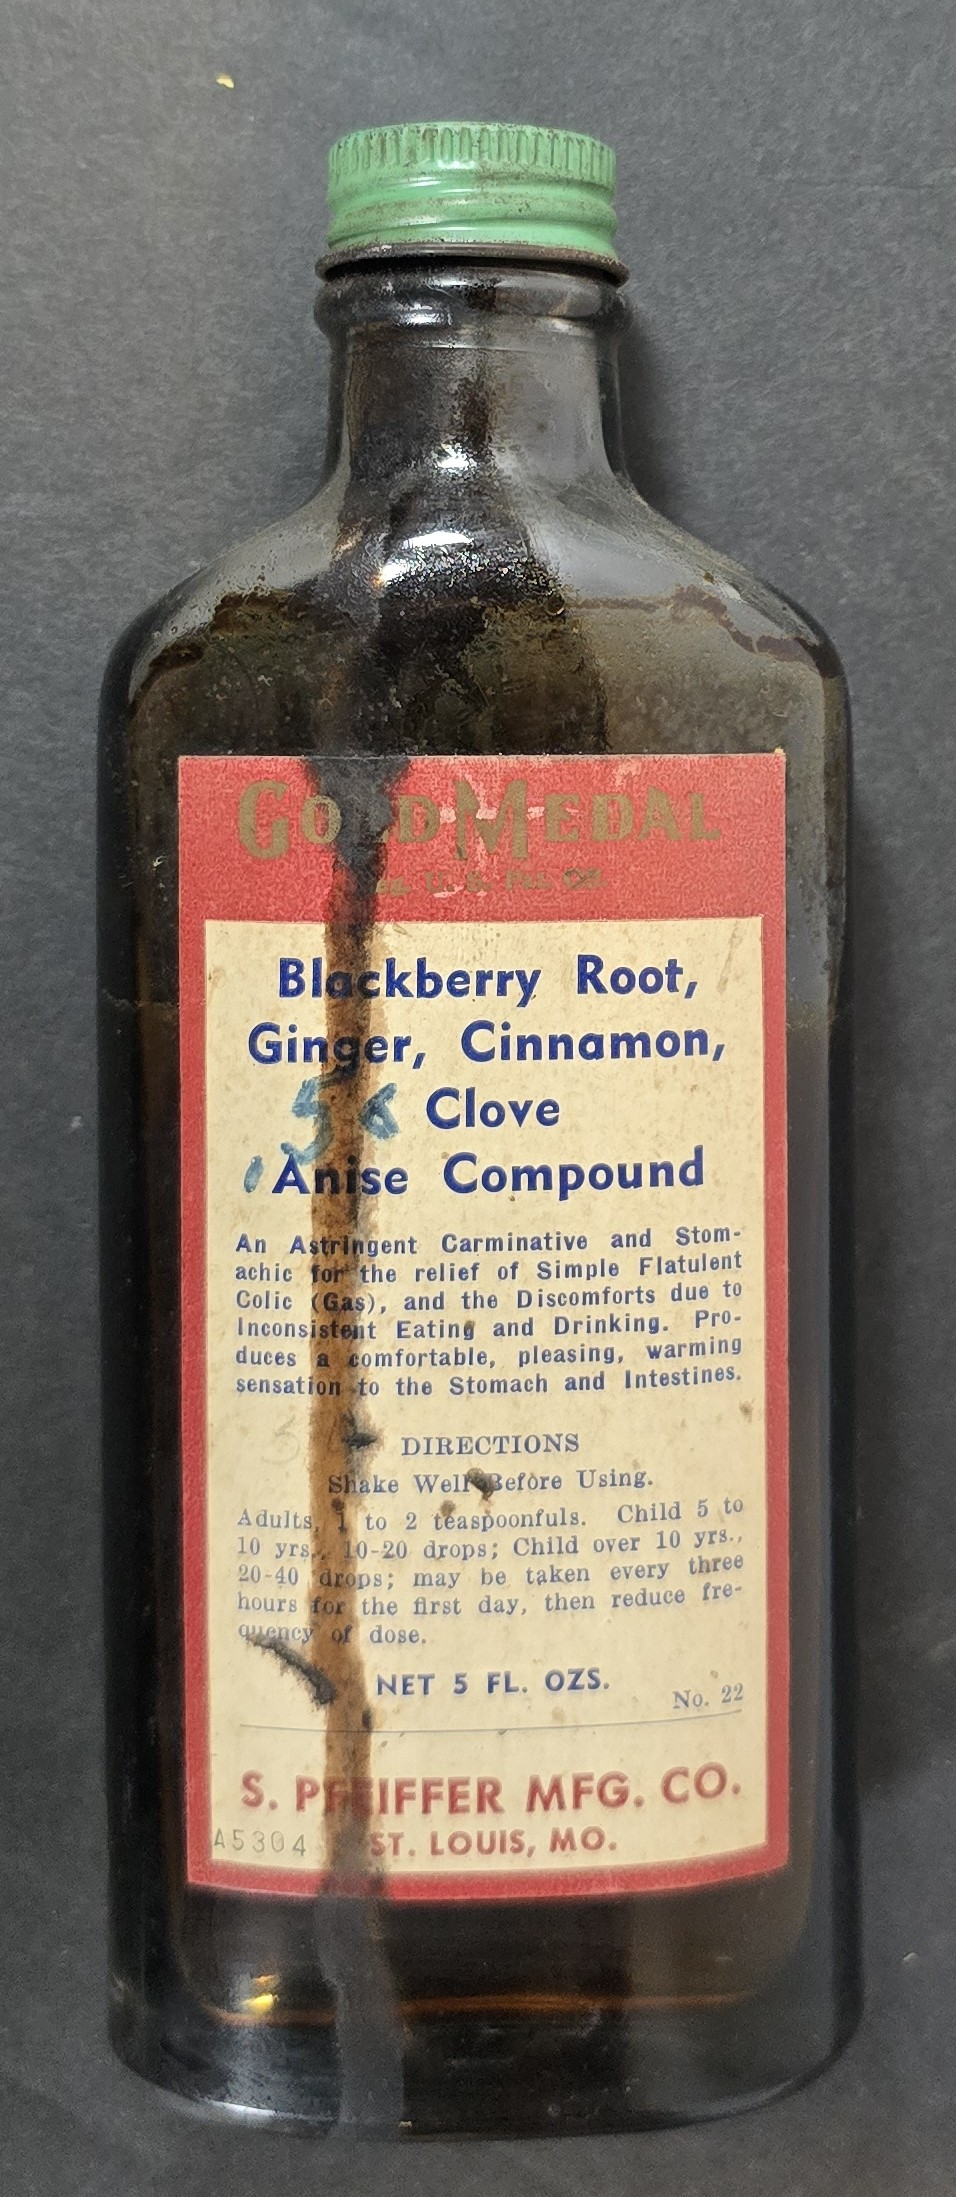 GOLD MEDAL
Reg. U. S. Pat. Off.
Blackberry Root,
Ginger, Cinnamon,
Clove
Anise Compound
An Astringent Carminative and Stom-
achic for the relief of Simple Flatulent
Colic (Gas), and the Discomforts due to
Inconsistent Eating and Drinking. Pro-
duces a comfortable, pleasing, warming
sensation to the Stomach and Intestines.
DIRECTIONS
Shake Well Before Using.
Adults, 1 to 2 teaspoonfuls. Child 5 to
10 yrs., 10-20 drops; Child over 10 yrs.,
20-40 drops; may be taken every three
hours for the first day, then reduce fre-
quency of dose.
NET 5 FL. OZS.
No. 22
S. PFEIFFER MFG. CO.
A5304 ST. LOUIS, MO.